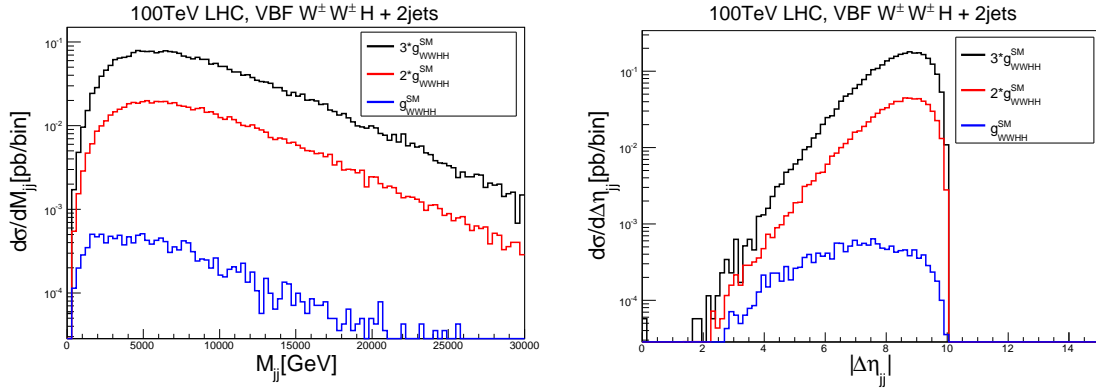 100TeV LHC, VBF W± W± H + 2jets
dσ/dM_jj[pb/bin]
10⁻¹
10⁻²
10⁻³
10⁻⁴
3*g^SM_WWHH
2*g^SM_WWHH
g^SM_WWHH
0 5000 10000 15000 20000 25000 30000
M_jj[GeV]
100TeV LHC, VBF W± W± H + 2jets
dσ/dΔη_jj[pb/bin]
10⁻¹
10⁻²
10⁻³
10⁻⁴
3*g^SM_WWHH
2*g^SM_WWHH
g^SM_WWHH
0 2 4 6 8 10 12 14
|Δη_jj|